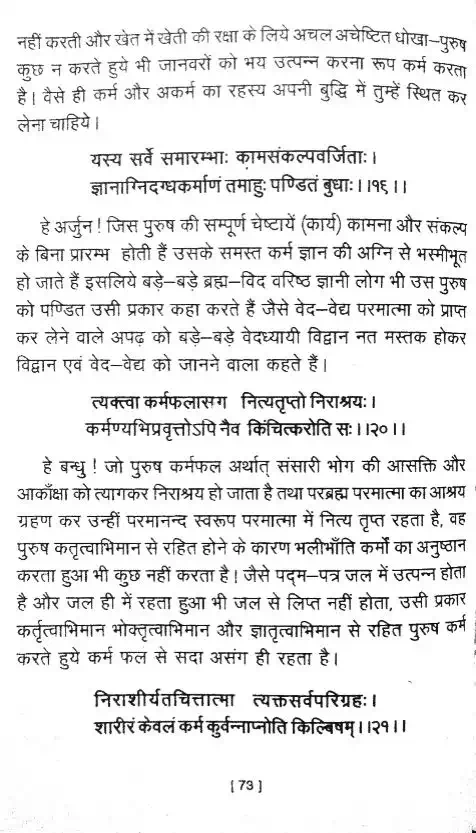 नहीं करती और खेत में खेती की रक्षा के लिये अचल अचेष्टित धोखा–पुरुष
कुछ न करते हुये भी जानवरों को भय उत्पन्न करना रूप कर्म करता
है। वैसे ही कर्म और अकर्म का रहस्य अपनी बुद्धि में तुम्हें स्थित कर
लेना चाहिये।
यस्य सर्वे समारम्भाः कामसंकल्पवर्जिताः।
ज्ञानाग्निदग्धकर्माणं तमाहुः पण्डितं बुधाः।।१६।।
हे अर्जुन! जिस पुरुष की सम्पूर्ण चेष्टायें (कार्य) कामना और संकल्प
के बिना प्रारम्भ होती हैं उसके समस्त कर्म ज्ञान की अग्नि से भस्मीभूत
हो जाते हैं इसलिये बड़े–बड़े ब्रह्म–विद वरिष्ठ ज्ञानी लोग भी उस पुरुष
को पण्डित उसी प्रकार कहा करते हैं जैसे वेद–वेद्य परमात्मा को प्राप्त
कर लेने वाले अपढ़ को बड़े–बड़े वेदध्यायी विद्वान नत मस्तक होकर
विद्वान एवं वेद–वेद्य को जानने वाला कहते हैं।
त्यक्त्वा कर्मफलासग नित्यतृप्तो निराश्रयः।
कर्मण्यभिप्रवृत्तोऽपि नैव किंचित्करोति सः।।२०।।
हे बन्धु! जो पुरुष कर्मफल अर्थात् संसारी भोग की आसक्ति और
आकाँक्षा को त्यागकर निराश्रय हो जाता है तथा परब्रह्म परमात्मा का आश्रय
ग्रहण कर उन्हीं परमानन्द स्वरूप परमात्मा में नित्य तृप्त रहता है, वह
पुरुष कतृत्वाभिमान से रहित होने के कारण भलीभाँति कर्मों का अनुष्ठान
करता हुआ भी कुछ नहीं करता है। जैसे पद्म–पत्र जल में उत्पन्न होता
है और जल ही में रहता हुआ भी जल से लिप्त नहीं होता, उसी प्रकार
कर्तृत्वाभिमान भोक्तृत्वाभिमान और ज्ञातृत्वाभिमान से रहित पुरुष कर्म
करते हुये कर्म फल से सदा असंग ही रहता है।
निराशीर्यतचित्तात्मा त्यक्तसर्वपरिग्रहः।
शारीरं केवलं कर्म कुर्वन्नाप्नोति किल्बिषम्।।२१।।
[ 73 ]